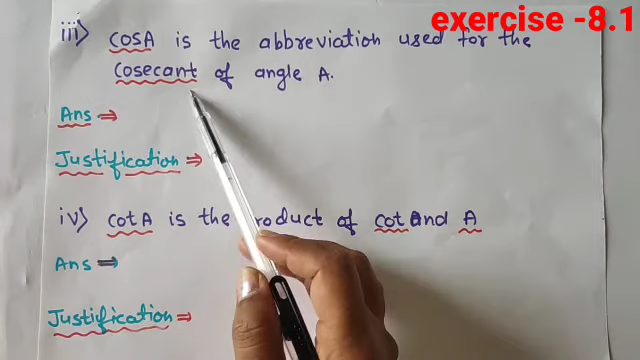 exercise -8.1
iii) cosA is the abbreviation used for the
cosecant of angle A.
Ans ⇒
Justification ⇒
iv) cotA is the product of cot and A
Ans ⇒
Justification ⇒